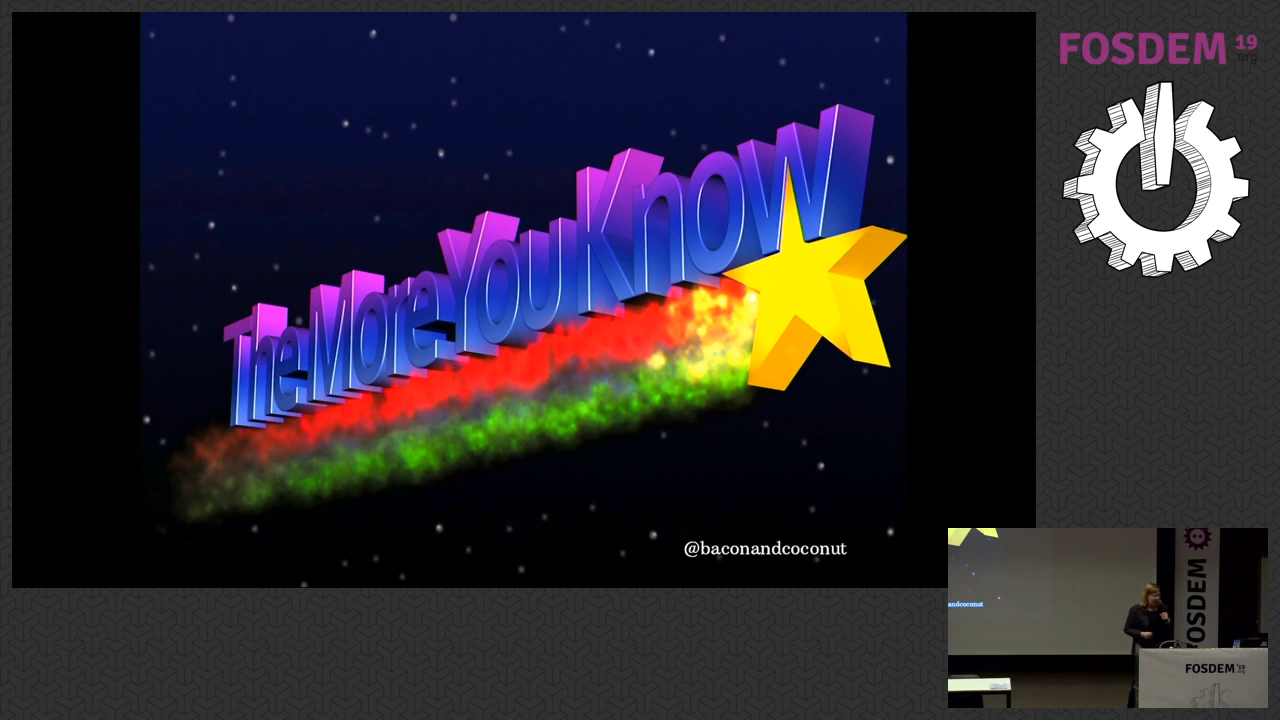 The More You Know
@baconandcoconut
FOSDEM 19
.org
andcoconut
FOSDEM
FOSDEM 19